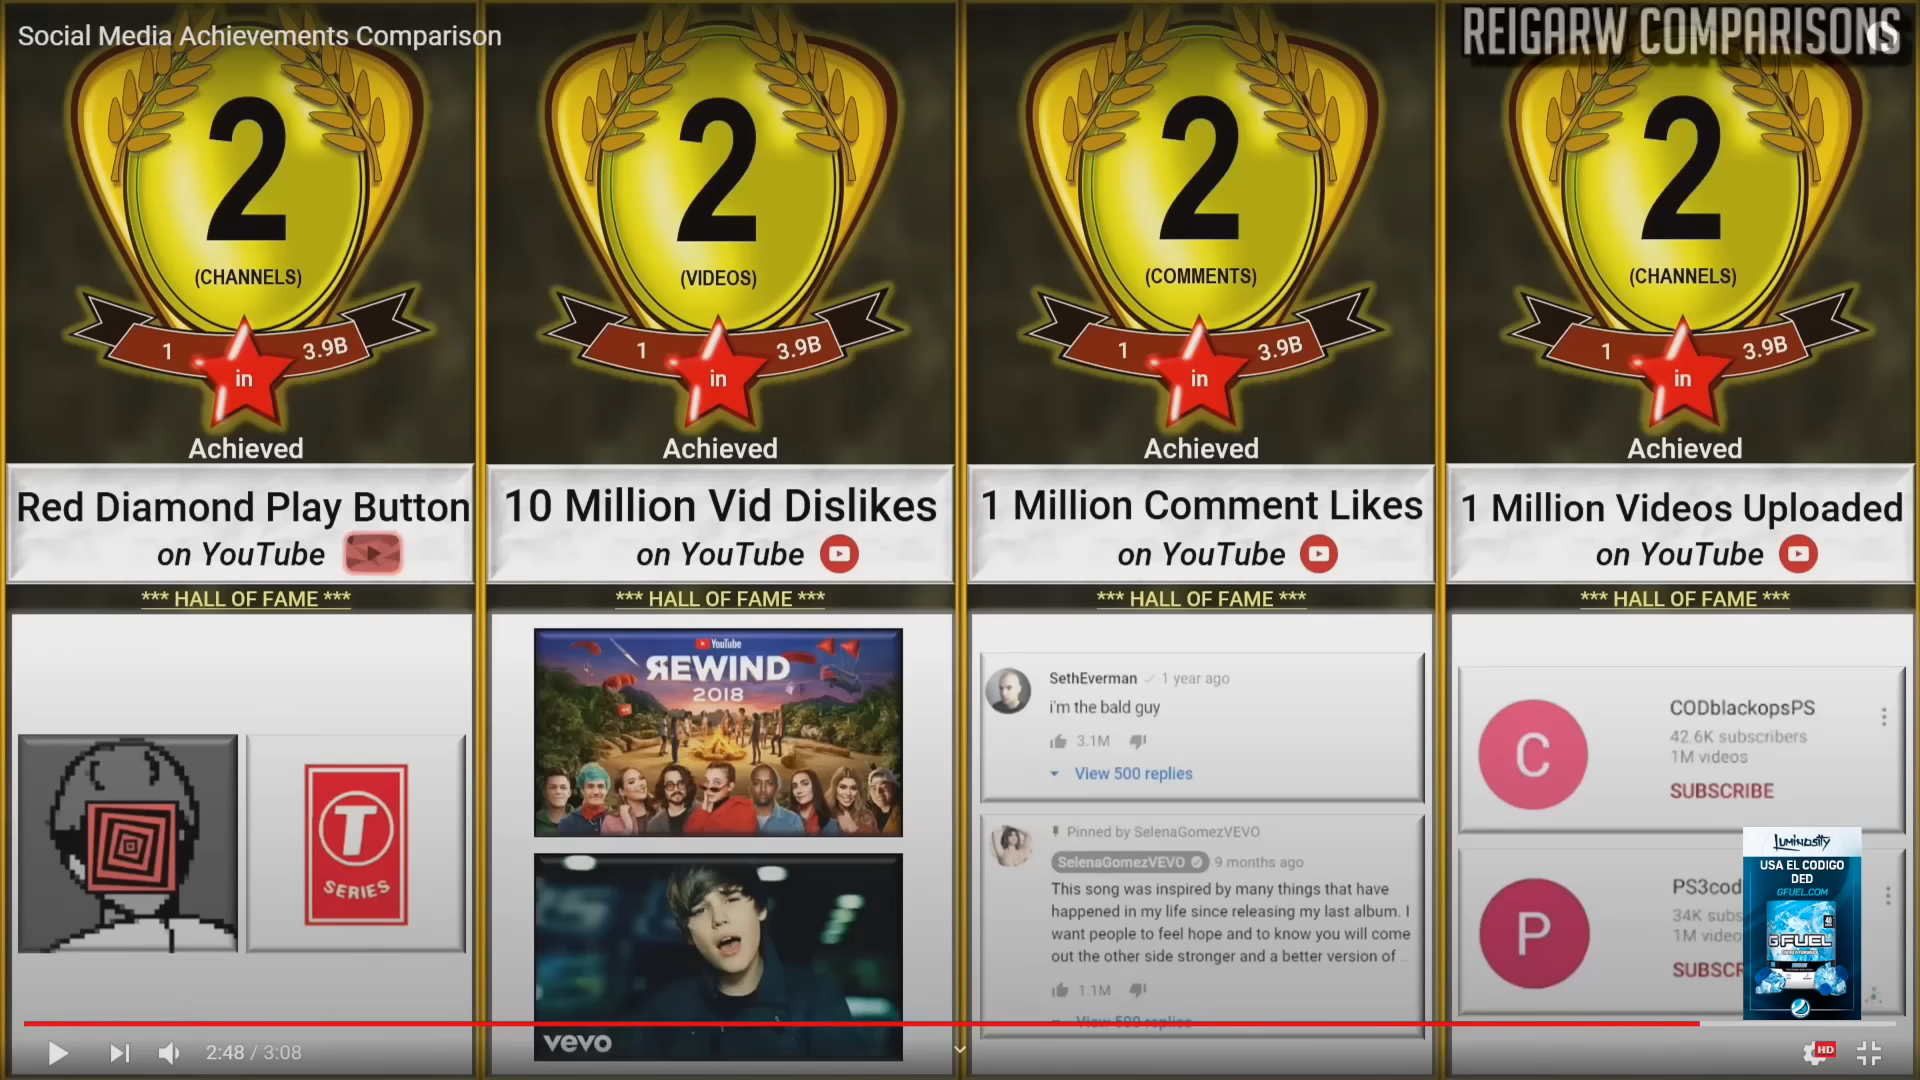 Social Media Achievements Comparison
REIGARW COMPARISONS
2
(CHANNELS)
1 in 3.9B
Achieved
Red Diamond Play Button
on YouTube
*** HALL OF FAME ***
T
SERIES
2
(VIDEOS)
1 in 3.9B
Achieved
10 Million Vid Dislikes
on YouTube
*** HALL OF FAME ***
YouTube
REWIND
2018
vevo
2
(COMMENTS)
1 in 3.9B
Achieved
1 Million Comment Likes
on YouTube
*** HALL OF FAME ***
SethEverman 1 year ago
i'm the bald guy
3.1M
View 500 replies
Pinned by SelenaGomezVEVO
SelenaGomezVEVO 9 months ago
This song was inspired by many things that have
happened in my life since releasing my last album. I
want people to feel hope and to know you will come
out the other side stronger and a better version of
1.1M
View 500 replies
2
(CHANNELS)
1 in 3.9B
Achieved
1 Million Videos Uploaded
on YouTube
*** HALL OF FAME ***
C
CODblackopsPS
42.6K subscribers
1M videos
SUBSCRIBE
P
PS3cod
34K subs
1M video
SUBSCR
LUMINOSITY
USA EL CODIGO
DED
GFUEL.COM
G FUEL
2:48 / 3:08
HD